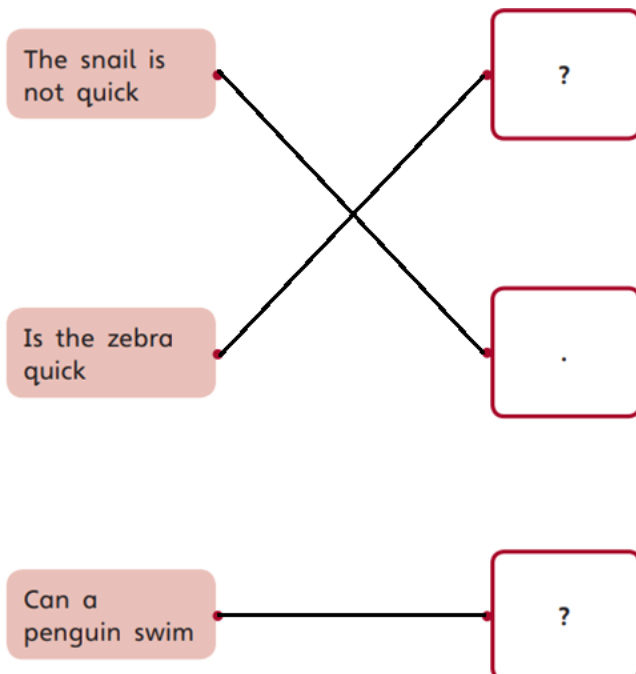 The snail is
not quick
?
Is the zebra
quick
.
Can a
penguin swim
?